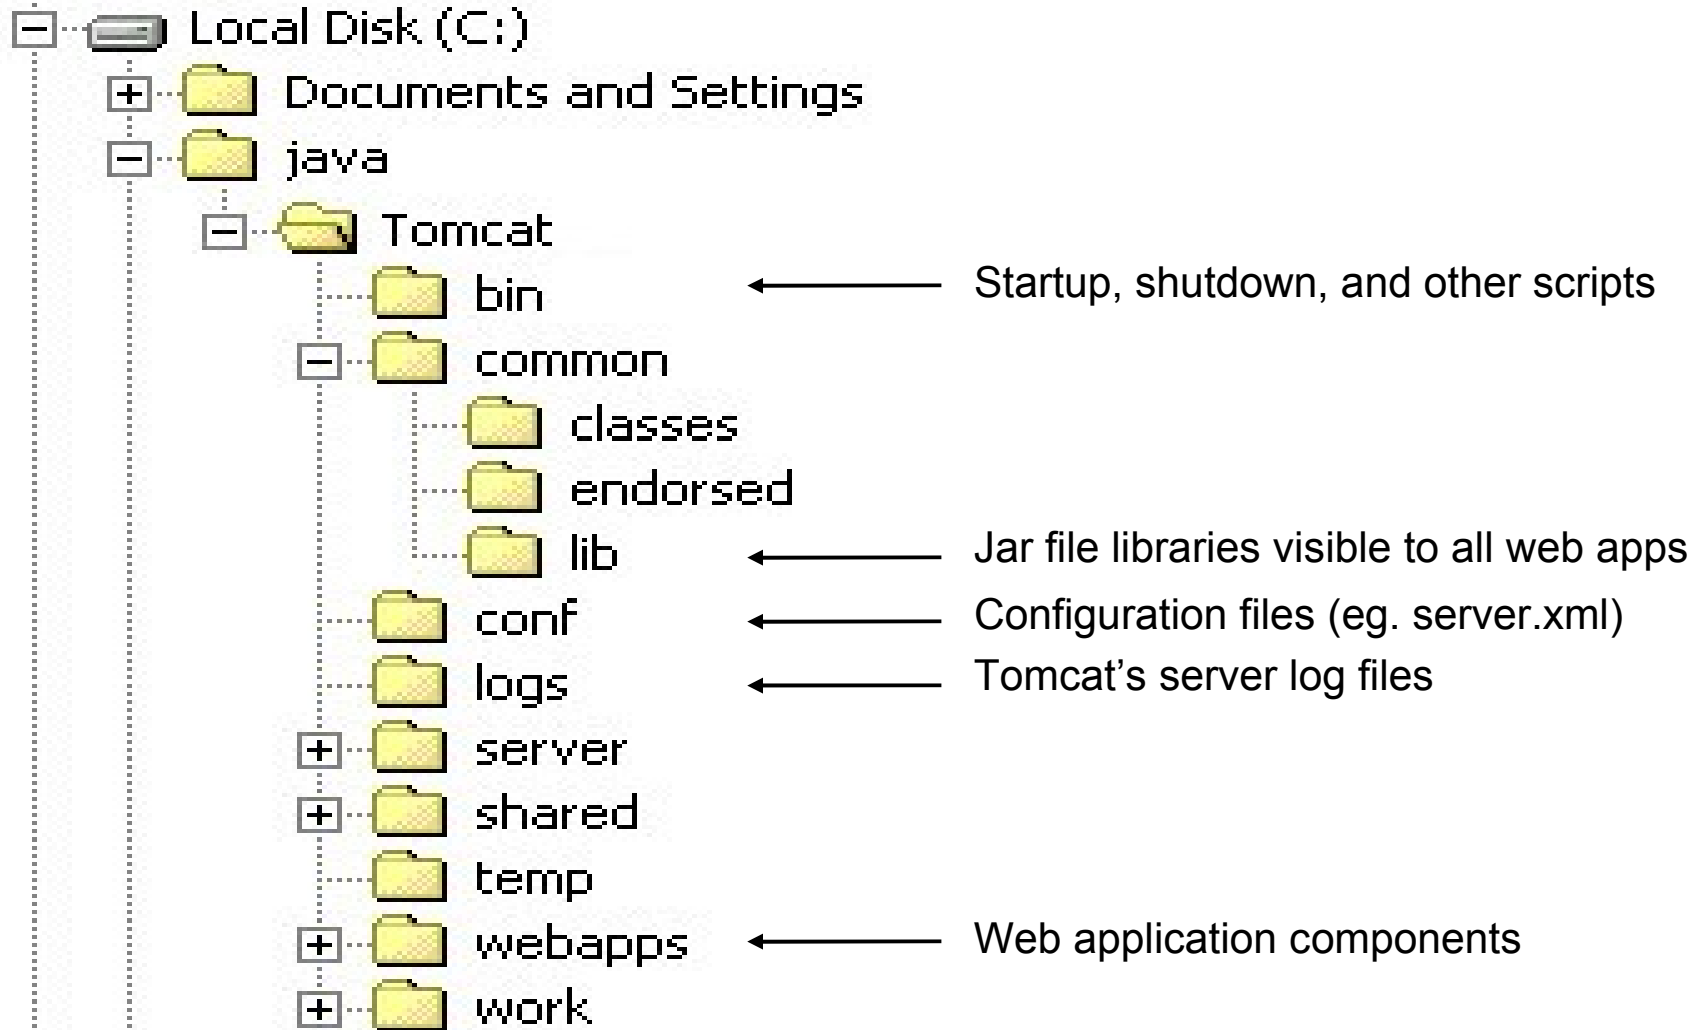 Local Disk (C:)
Documents and Settings
java
Tomcat
bin
Startup, shutdown, and other scripts
common
classes
endorsed
lib
Jar file libraries visible to all web apps
conf
Configuration files (eg. server.xml)
logs
Tomcat’s server log files
server
shared
temp
webapps
Web application components
work